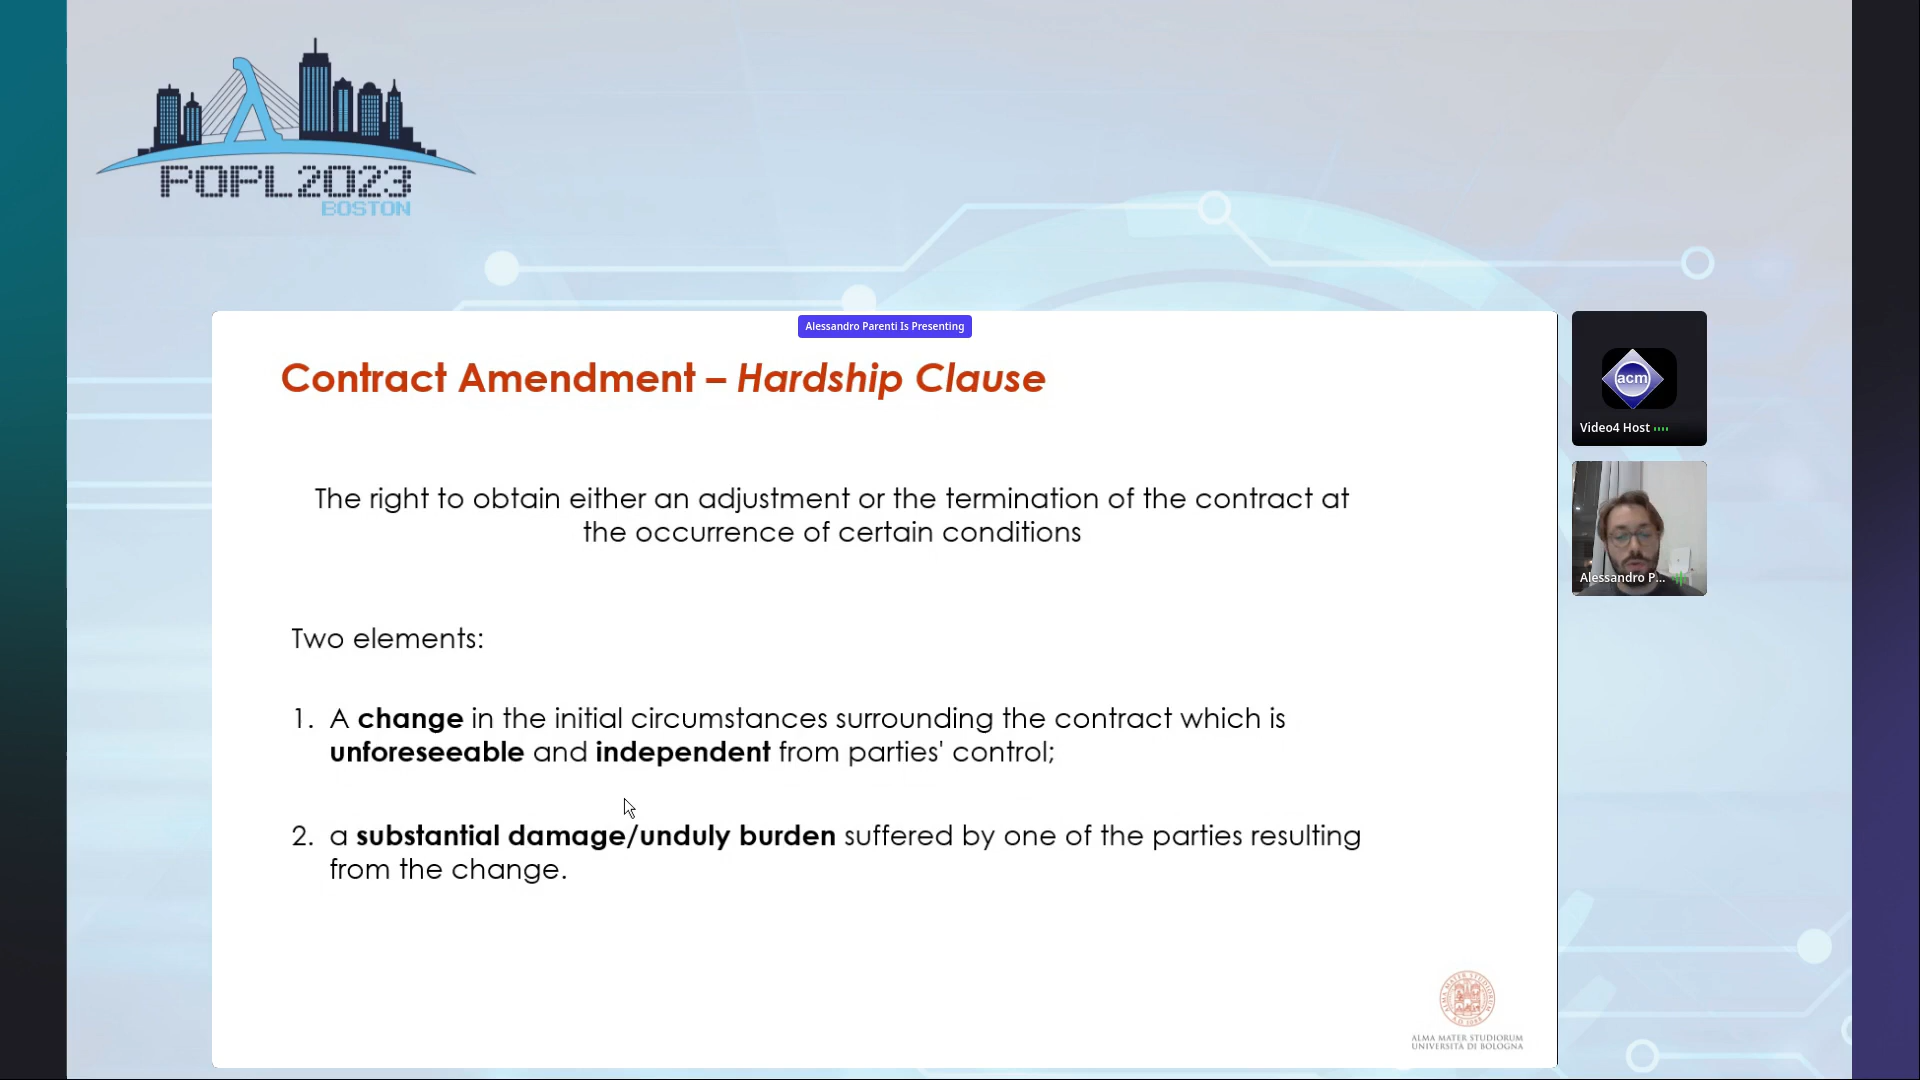 POPL2023
BOSTON
Alessandro Parenti Is Presenting
Contract Amendment – Hardship Clause
The right to obtain either an adjustment or the termination of the contract at
the occurrence of certain conditions
Two elements:
1. A change in the initial circumstances surrounding the contract which is
unforeseeable and independent from parties' control;
2. a substantial damage/unduly burden suffered by one of the parties resulting
from the change.
acm
Video4 Host
Alessandro P...
ALMA MATER STUDIORUM
UNIVERSITÀ DI BOLOGNA